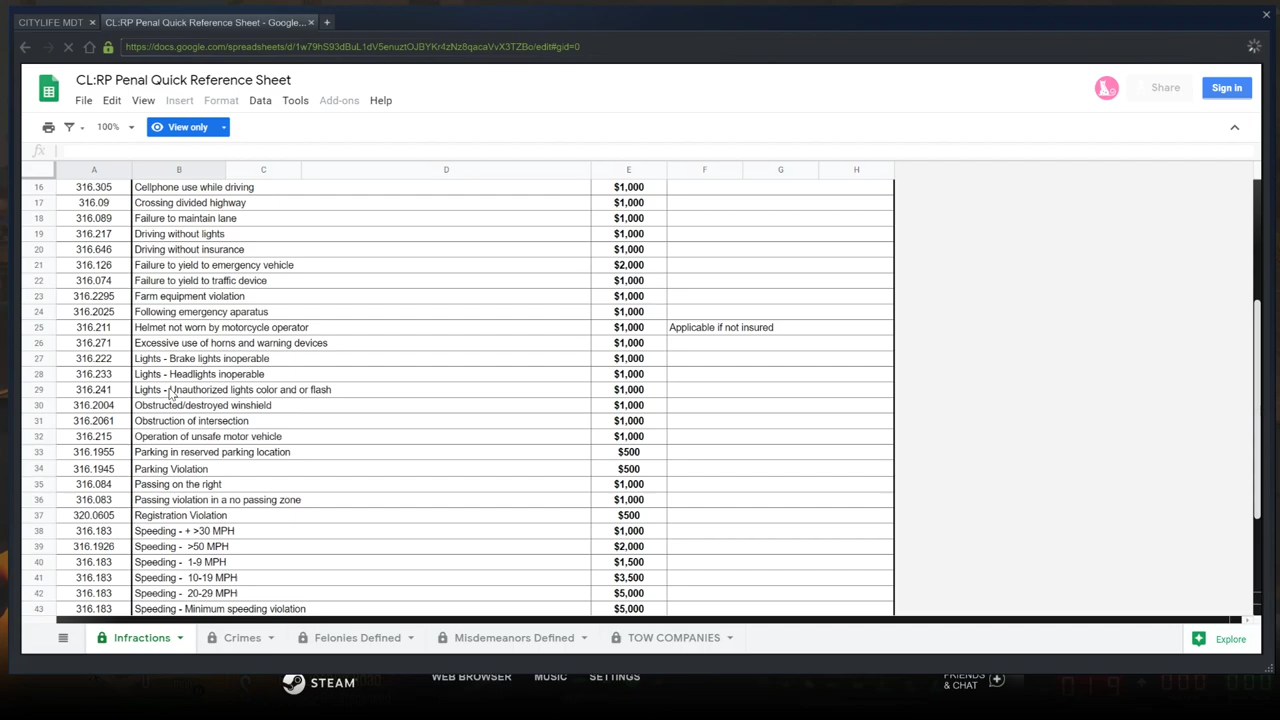 CITYLIFE MDT × CL:RP Penal Quick Reference Sheet - Google... × +
https://docs.google.com/spreadsheets/d/1w79hS93dBuL1dV5enuztOJBYKr4zNz8qacaVvX3TZBo/edit#gid=0
CL:RP Penal Quick Reference Sheet
File Edit View Insert Format Data Tools Add-ons Help
Share Sign in
100% View only
fx
A B C D E F G H
16 316.305 Cellphone use while driving $1,000
17 316.09 Crossing divided highway $1,000
18 316.089 Failure to maintain lane $1,000
19 316.217 Driving without lights $1,000
20 316.646 Driving without insurance $1,000
21 316.126 Failure to yield to emergency vehicle $2,000
22 316.074 Failure to yield to traffic device $1,000
23 316.2295 Farm equipment violation $1,000
24 316.2025 Following emergency apparatus $1,000
25 316.211 Helmet not worn by motorcycle operator $1,000 Applicable if not insured
26 316.271 Excessive use of horns and warning devices $1,000
27 316.222 Lights - Brake lights inoperable $1,000
28 316.233 Lights - Headlights inoperable $1,000
29 316.241 Lights - Unauthorized lights color and or flash $1,000
30 316.2004 Obstructed/destroyed winshield $1,000
31 316.2061 Obstruction of intersection $1,000
32 316.215 Operation of unsafe motor vehicle $1,000
33 316.1955 Parking in reserved parking location $500
34 316.1945 Parking Violation $500
35 316.084 Passing on the right $1,000
36 316.083 Passing violation in a no passing zone $1,000
37 320.0605 Registration Violation $500
38 316.183 Speeding - + >30 MPH $1,000
39 316.1926 Speeding - >50 MPH $2,000
40 316.183 Speeding - 1-9 MPH $1,500
41 316.183 Speeding - 10-19 MPH $3,500
42 316.183 Speeding - 20-29 MPH $5,000
43 316.183 Speeding - Minimum speeding violation $5,000
Infractions Crimes Felonies Defined Misdemeanors Defined TOW COMPANIES Explore
STEAM WEB BROWSER MUSIC SETTINGS FRIENDS & CHAT 019 000 000